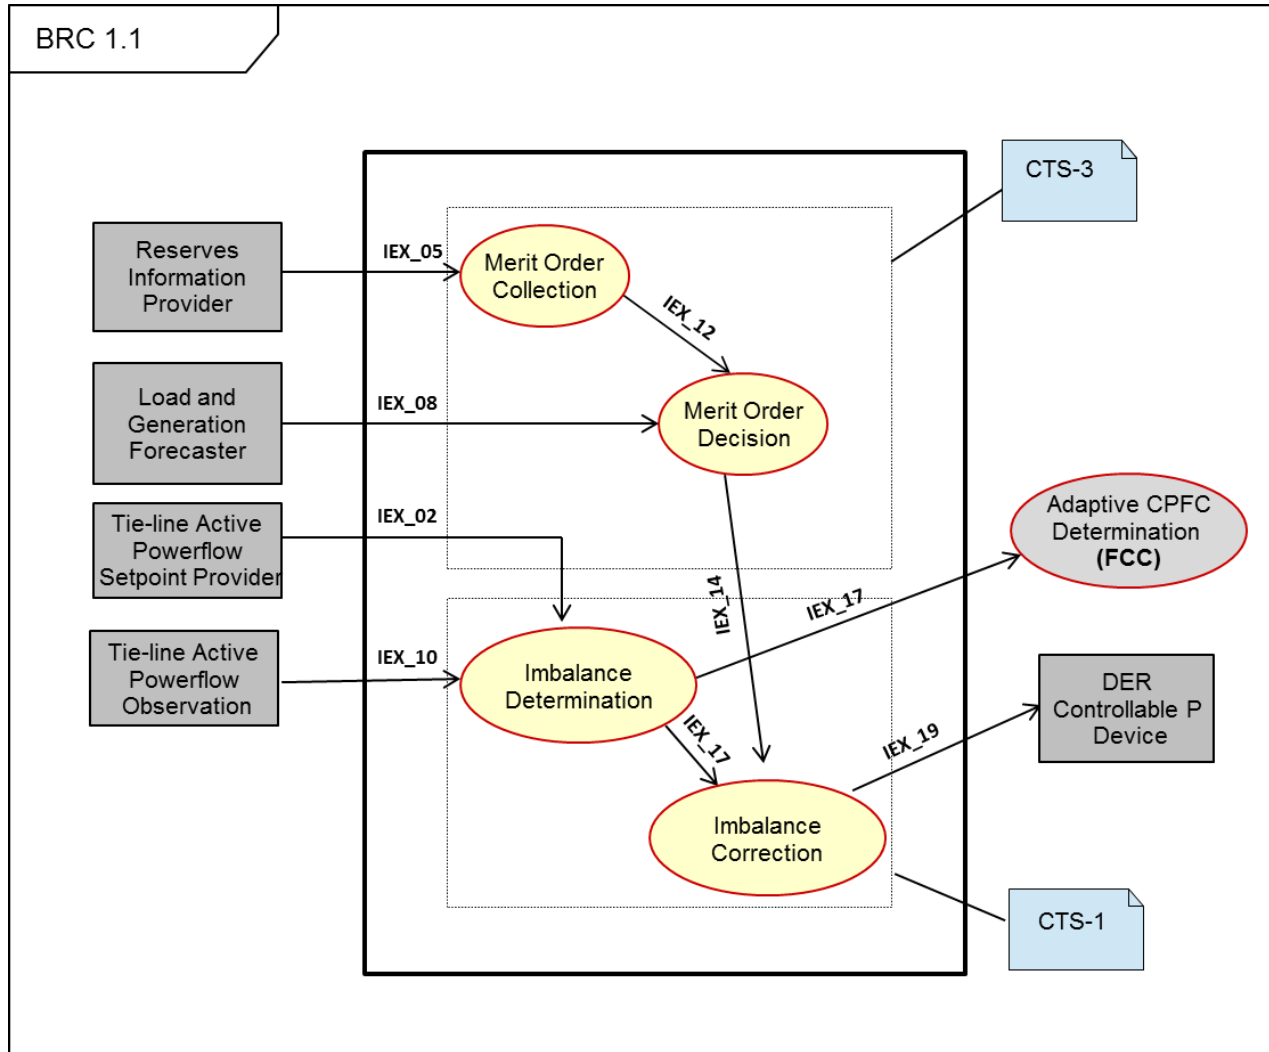 BRC 1.1
CTS-3
Reserves
Information
Provider
IEX_05
Merit Order
Collection
IEX_12
Load and
Generation
Forecaster
IEX_08
Merit Order
Decision
Tie-line Active
Powerflow
Setpoint Provider
IEX_02
Adaptive CPFC
Determination
(FCC)
IEX_14
IEX_17
Tie-line Active
Powerflow
Observation
IEX_10
Imbalance
Determination
IEX_17
IEX_19
DER
Controllable P
Device
Imbalance
Correction
CTS-1